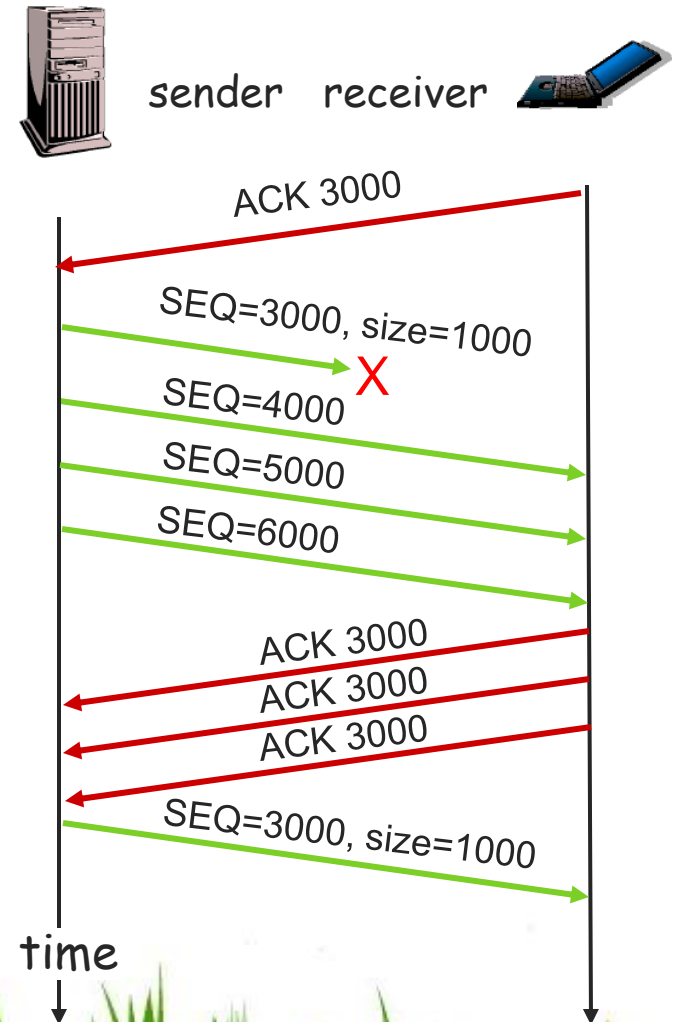 sender receiver
ACK 3000
SEQ=3000, size=1000
X
SEQ=4000
SEQ=5000
SEQ=6000
ACK 3000
ACK 3000
ACK 3000
SEQ=3000, size=1000
time